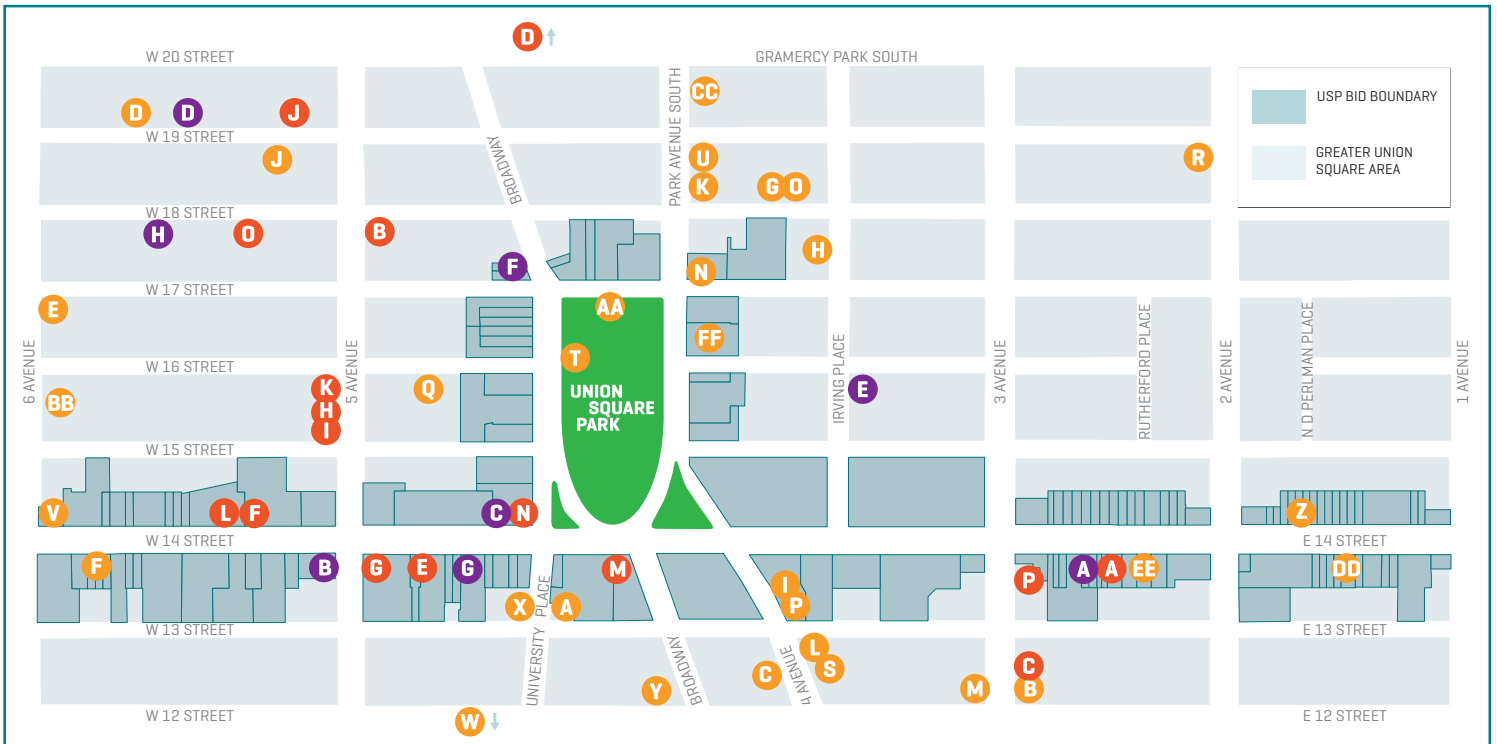 D
W 20 STREET
GRAMERCY PARK SOUTH
PARK AVENUE SOUTH
CC
USP BID BOUNDARY
GREATER UNION
SQUARE AREA
D
D
J
W 19 STREET
BROADWAY
J
U
K
G
O
R
W 18 STREET
H
O
B
F
N
H
W 17 STREET
E
AA
T
FF
6 AVENUE
5 AVENUE
IRVING PLACE
3 AVENUE
RUTHERFORD PLACE
2 AVENUE
N D PERLMAN PLACE
1 AVENUE
W 16 STREET
BB
K
H
I
Q
UNION
SQUARE
PARK
E
W 15 STREET
V
L
F
C
N
Z
W 14 STREET
E 14 STREET
F
B
G
E
G
M
I
P
P
A
A
EE
DD
X
A
UNIVERSITY PLACE
W 13 STREET
E 13 STREET
BROADWAY
4 AVENUE
C
L
S
Y
M
C
B
W 12 STREET
E 12 STREET
W